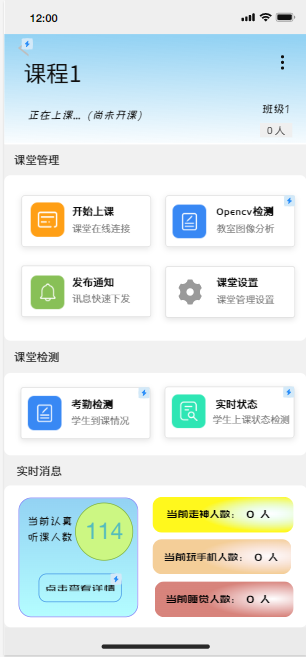 12:00
课程1
正在上课...（尚未开课）
班级1
0 人
课堂管理
开始上课
课堂在线连接
Opencv检测
教室图像分析
发布通知
讯息快速下发
课堂设置
课堂管理设置
课堂检测
考勤检测
学生到课情况
实时状态
学生上课状态检测
实时消息
当前认真
听课人数
114
点击查看详情
当前走神人数： 0 人
当前玩手机人数： 0 人
当前睡觉人数： 0 人